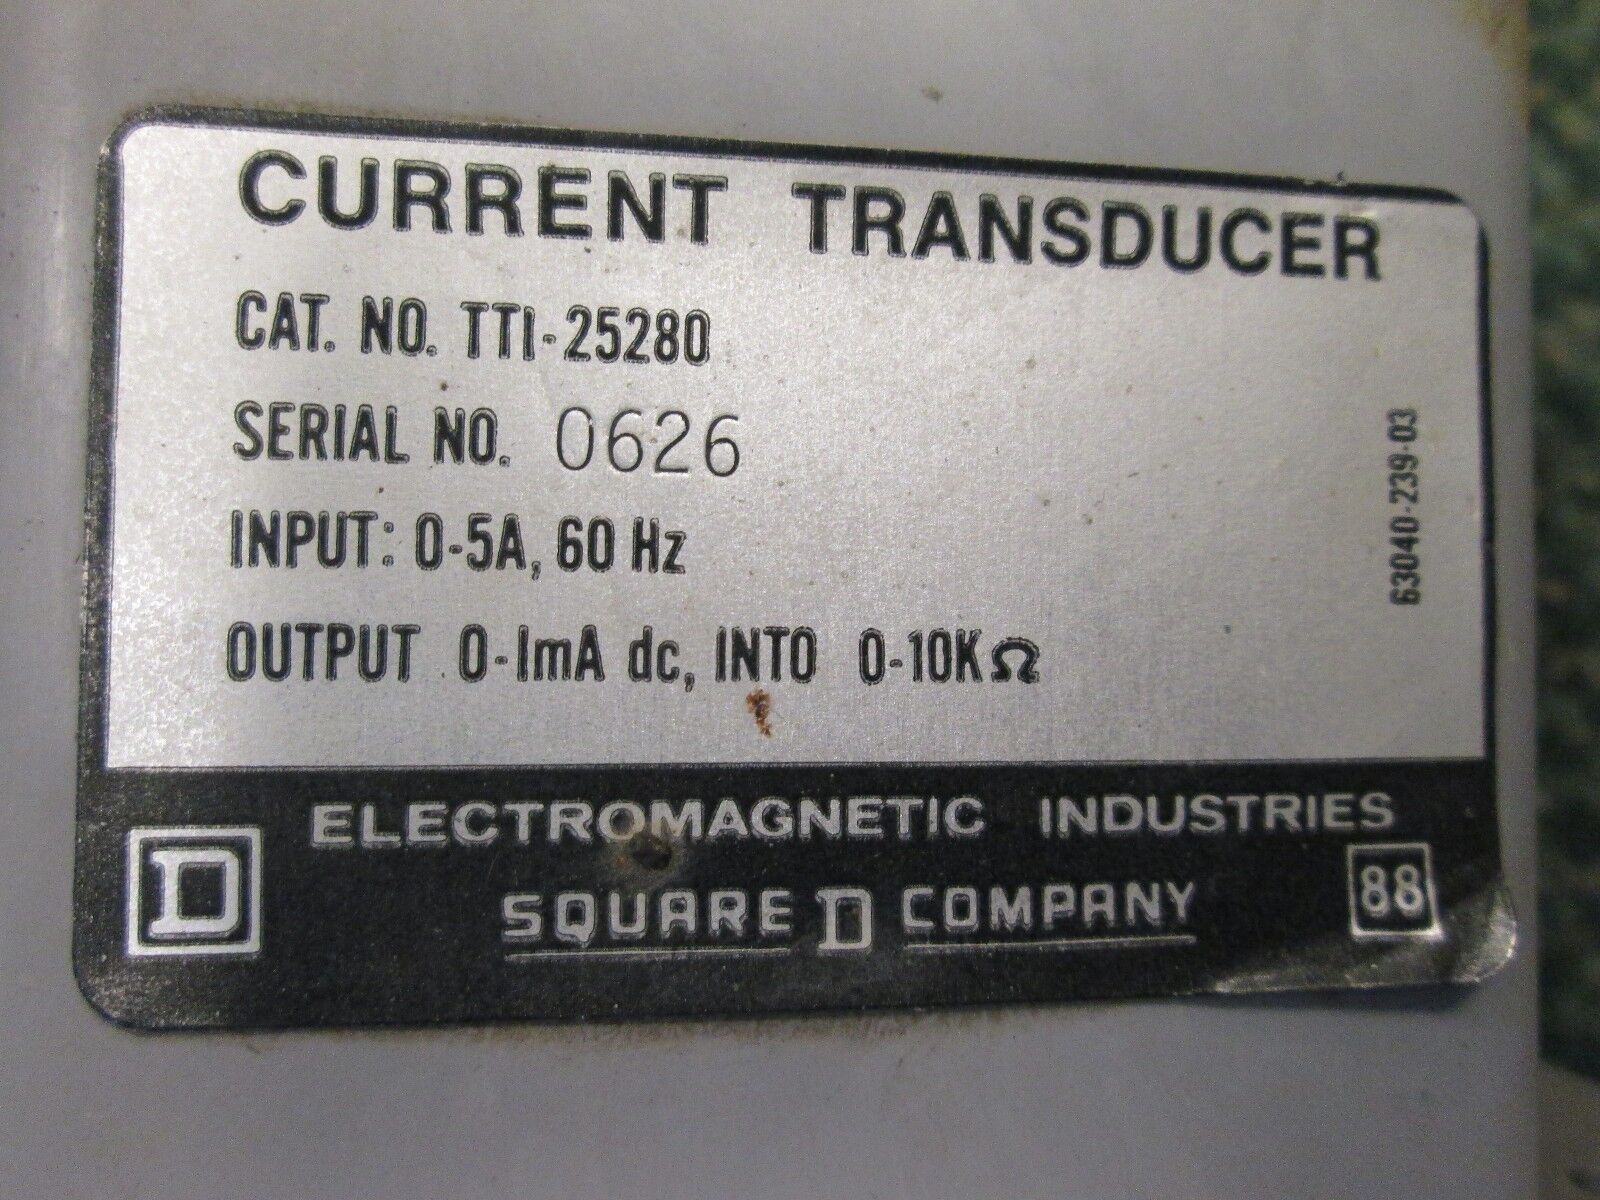 CURRENT TRANSDUCER
CAT. NO. TTI-25280
SERIAL NO. 0626
INPUT: 0-5A, 60 Hz
OUTPUT 0-1mA dc, INTO 0-10KΩ
63040-239-03
ELECTROMAGNETIC INDUSTRIES
D
SQUARE D COMPANY
88